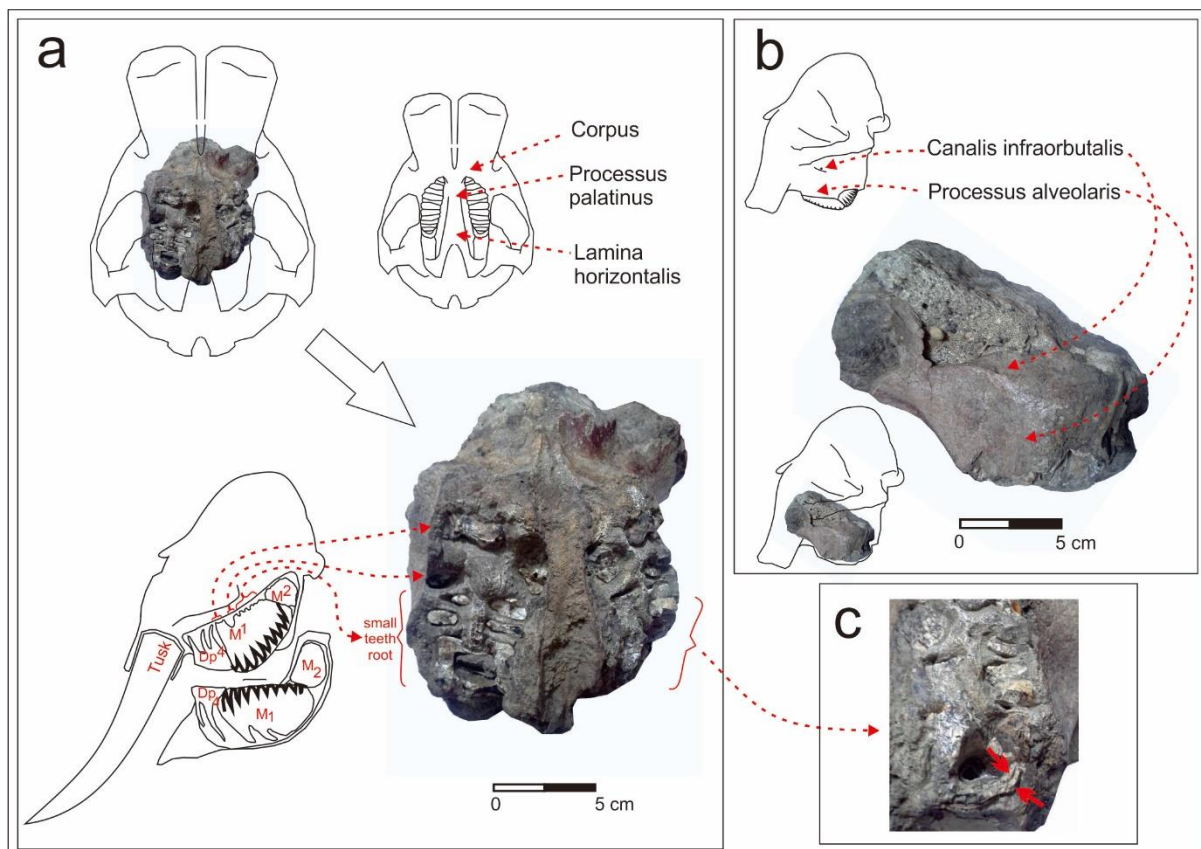 a
Corpus
Processus
palatinus
Lamina
horizontalis
small
teeth
root
M2
M1
Dp4
Tusk
M2
Dp4
M1
0 5 cm
b
Canalis infraorbutalis
Processus alveolaris
0 5 cm
c